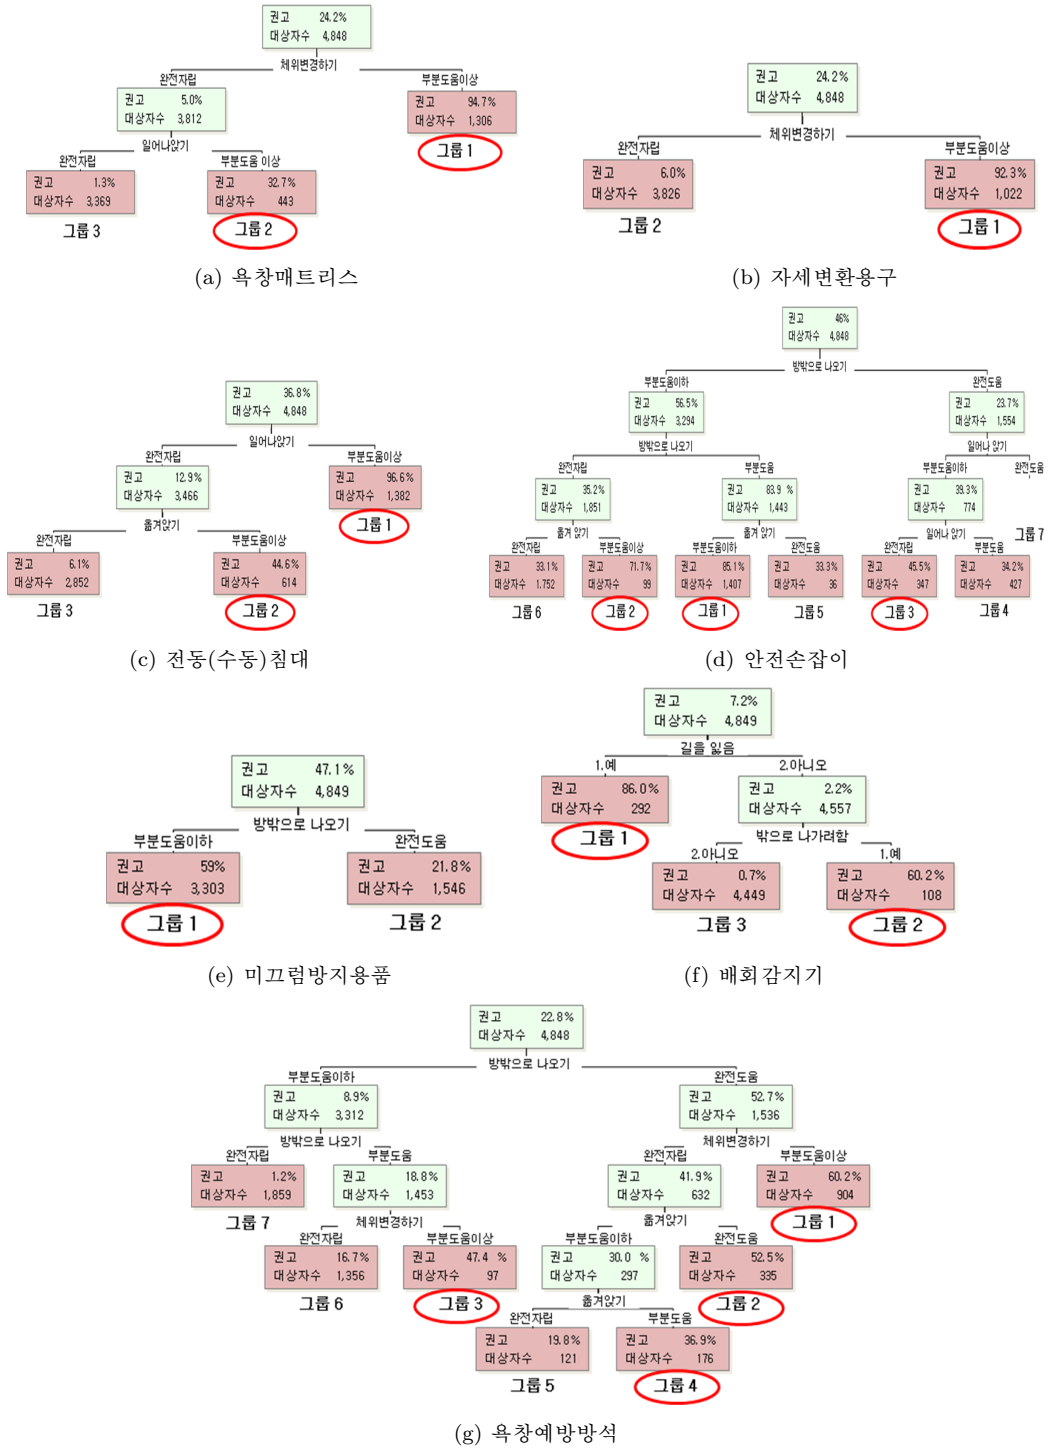 권고 24.2%
대상자수 4,848
체위변경하기
완전자립
부분도움이상
권고 5.0%
대상자수 3,812
권고 94.7%
대상자수 1,306
그룹1
일어나앉기
완전자립
부분도움 이상
권고 1.3%
대상자수 3,369
권고 32.7%
대상자수 443
그룹3
그룹2
(a) 욕창매트리스
권고 24.2%
대상자수 4,848
체위변경하기
완전자립
부분도움이상
권고 6.0%
대상자수 3,826
권고 92.3%
대상자수 1,022
그룹2
그룹1
(b) 자세변환용구
권고 36.8%
대상자수 4,848
일어나앉기
완전자립
부분도움이상
권고 12.9%
대상자수 3,466
권고 96.6%
대상자수 1,382
그룹1
옮겨앉기
완전자립
부분도움이상
권고 6.1%
대상자수 2,852
권고 44.6%
대상자수 614
그룹3
그룹2
(c) 전동(수동)침대
권고 46%
대상자수 4,848
방밖으로 나오기
부분도움이하
완전도움
권고 56.5%
대상자수 3,294
권고 23.7%
대상자수 1,554
방밖으로 나오기
일어나 앉기
완전자립
부분도움
부분도움이하
완전도움
권고 35.2%
대상자수 1,851
권고 83.9 %
대상자수 1,443
권고 39.3%
대상자수 774
그룹7
옮겨 앉기
옮겨 앉기
일어나 앉기
완전자립
부분도움이상
부분도움이하
완전도움
완전자립
부분도움
권고 33.1%
대상자수 1,752
권고 71.7%
대상자수 99
권고 85.1%
대상자수 1,407
권고 33.3%
대상자수 36
권고 45.5%
대상자수 347
권고 34.2%
대상자수 427
그룹6
그룹2
그룹1
그룹5
그룹3
그룹4
(d) 안전손잡이
권고 47.1%
대상자수 4,849
방밖으로 나오기
부분도움이하
완전도움
권고 59%
대상자수 3,303
권고 21.8%
대상자수 1,546
그룹1
그룹2
(e) 미끄럼방지용품
권고 7.2%
대상자수 4,849
길을 잃음
1.예
2.아니오
권고 86.0%
대상자수 292
권고 2.2%
대상자수 4,557
그룹1
밖으로 나가려함
2.아니오
1.예
권고 0.7%
대상자수 4,449
권고 60.2%
대상자수 108
그룹3
그룹2
(f) 배회감지기
권고 22.8%
대상자수 4,848
방밖으로 나오기
부분도움이하
완전도움
권고 8.9%
대상자수 3,312
권고 52.7%
대상자수 1,536
방밖으로 나오기
체위변경하기
완전자립
부분도움
완전자립
부분도움이상
권고 1.2%
대상자수 1,859
권고 18.8%
대상자수 1,453
권고 41.9%
대상자수 632
권고 60.2%
대상자수 904
그룹7
그룹1
체위변경하기
옮겨앉기
완전자립
부분도움이상
부분도움이하
완전도움
권고 16.7%
대상자수 1,356
권고 47.4 %
대상자수 97
권고 30.0 %
대상자수 297
권고 52.5%
대상자수 335
그룹6
그룹3
그룹2
옮겨앉기
완전자립
부분도움
권고 19.8%
대상자수 121
권고 36.9%
대상자수 176
그룹5
그룹4
(g) 욕창예방방석